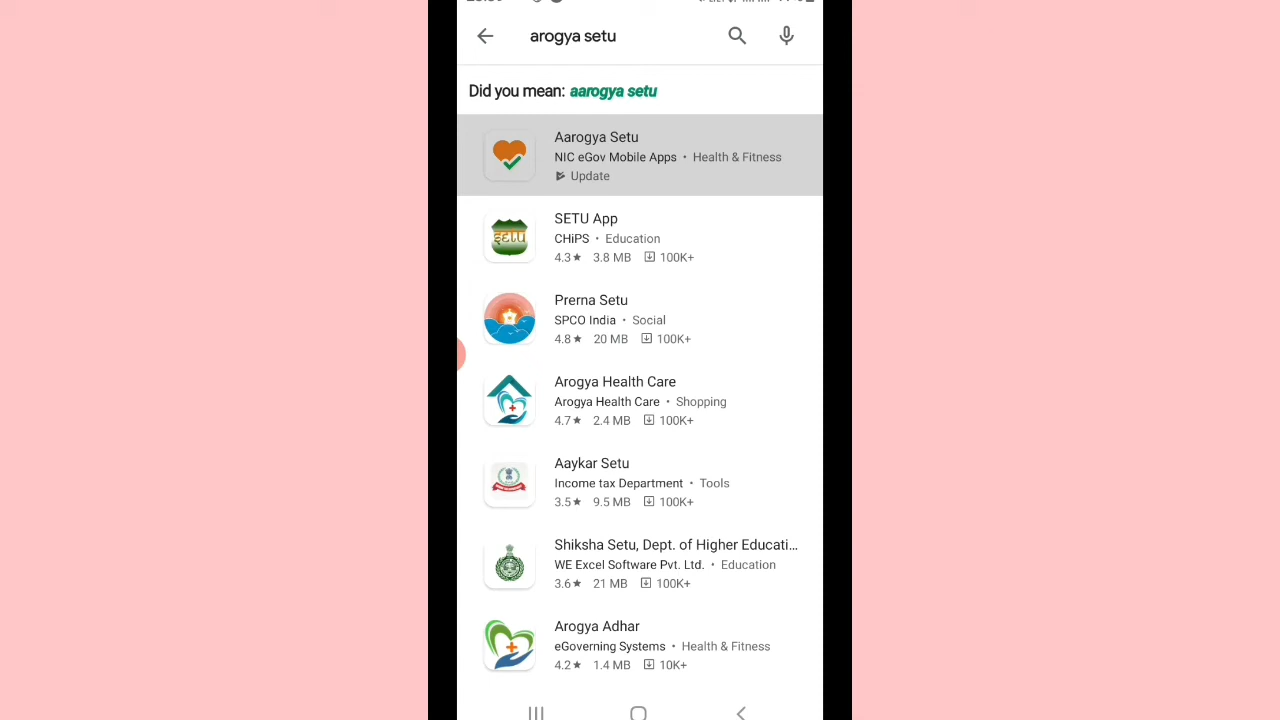 arogya setu
Did you mean: aarogya setu
Aarogya Setu
NIC eGov Mobile Apps • Health & Fitness
Update
SETU App
CHiPS • Education
4.3★ 3.8 MB 100K+
Prerna Setu
SPCO India • Social
4.8★ 20 MB 100K+
Arogya Health Care
Arogya Health Care • Shopping
4.7★ 2.4 MB 100K+
Aaykar Setu
Income tax Department • Tools
3.5★ 9.5 MB 100K+
Shiksha Setu, Dept. of Higher Educati...
WE Excel Software Pvt. Ltd. • Education
3.6★ 21 MB 100K+
Arogya Adhar
eGoverning Systems • Health & Fitness
4.2★ 1.4 MB 10K+